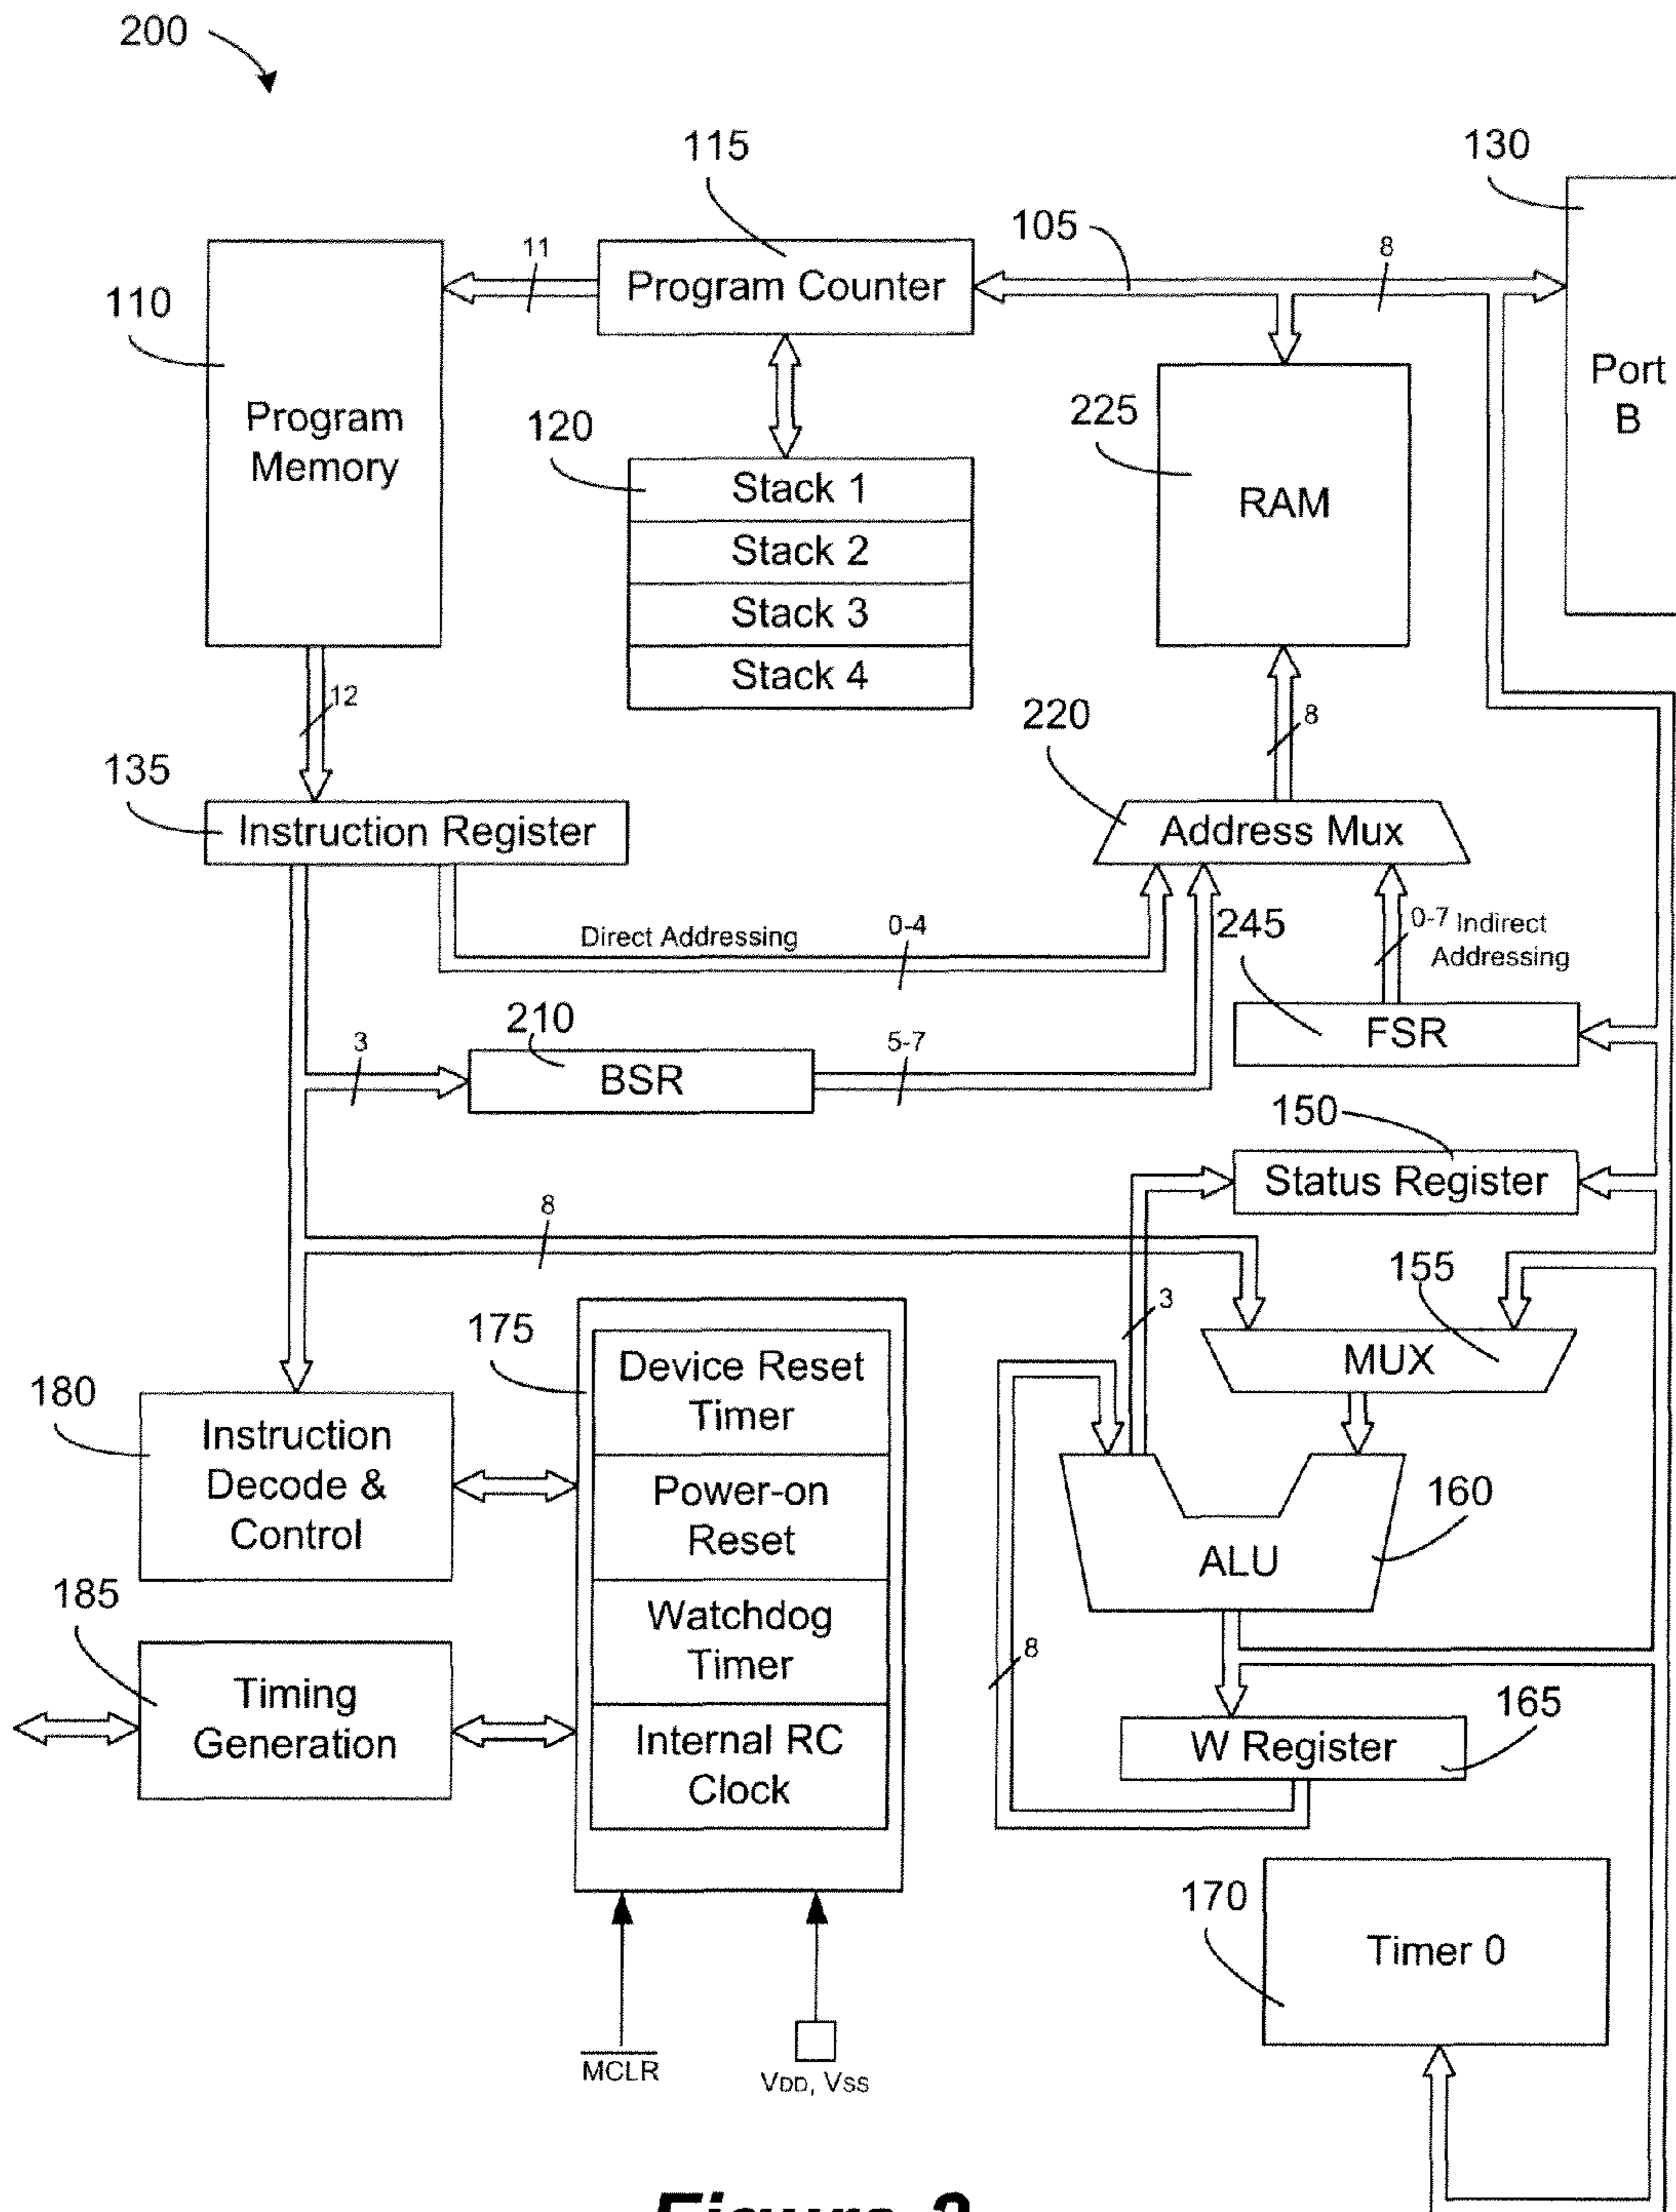 200
115
130
105
11
8
Program Counter
110
Port
B
Program
Memory
120
225
Stack 1
RAM
Stack 2
Stack 3
Stack 4
12
220
8
135
Instruction Register
Address Mux
Direct Addressing
0-4
245
0-7 Indirect
Addressing
210
3
BSR
5-7
FSR
150
Status Register
8
155
3
175
Device Reset
Timer
MUX
180
Instruction
Decode &
Control
Power-on
Reset
160
ALU
185
Watchdog
Timer
8
Timing
Generation
165
Internal RC
Clock
W Register
170
Timer 0
MCLR
VDD, VSS